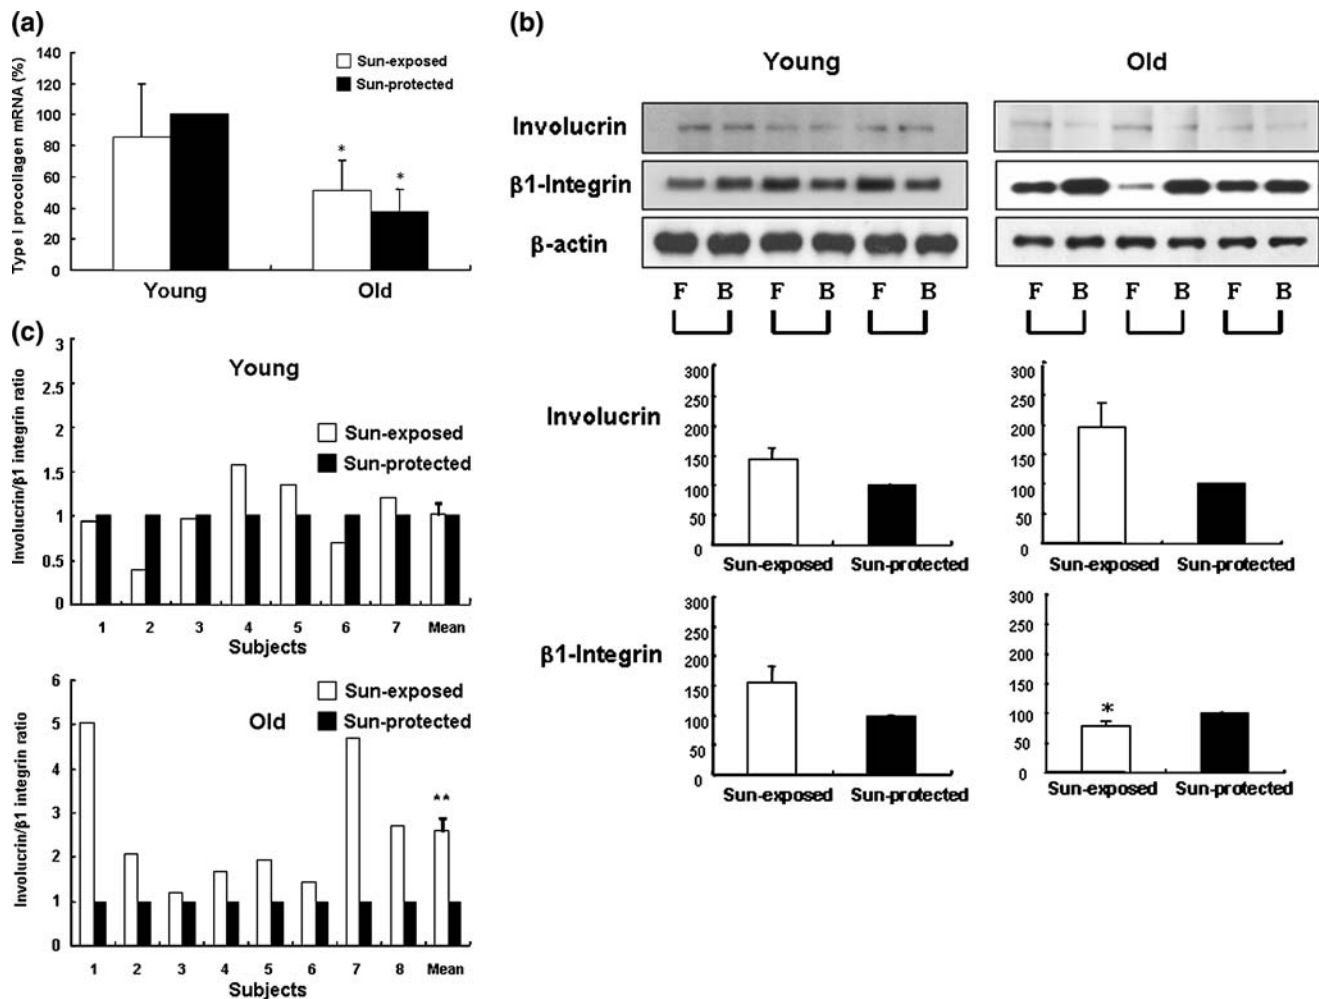 (a)
Type I procollagen mRNA (%)
140
120
100
80
60
40
20
0
Sun-exposed
Sun-protected
*
*
Young
Old
(b)
Young
Old
Involucrin
β1-Integrin
β-actin
F B F B F B
F B F B F B
Involucrin
300
250
200
150
100
50
0
Sun-exposed Sun-protected
300
250
200
150
100
50
0
Sun-exposed Sun-protected
β1-Integrin
300
250
200
150
100
50
0
Sun-exposed Sun-protected
300
250
200
150
100
50
0
*
Sun-exposed Sun-protected
(c)
Involucrin/β1 integrin ratio
3
2.5
2
1.5
1
0.5
0
Young
Sun-exposed
Sun-protected
1 2 3 4 5 6 7 Mean
Subjects
Involucrin/β1 integrin ratio
6
5
4
3
2
1
0
Old
Sun-exposed
Sun-protected
**
1 2 3 4 5 6 7 8 Mean
Subjects